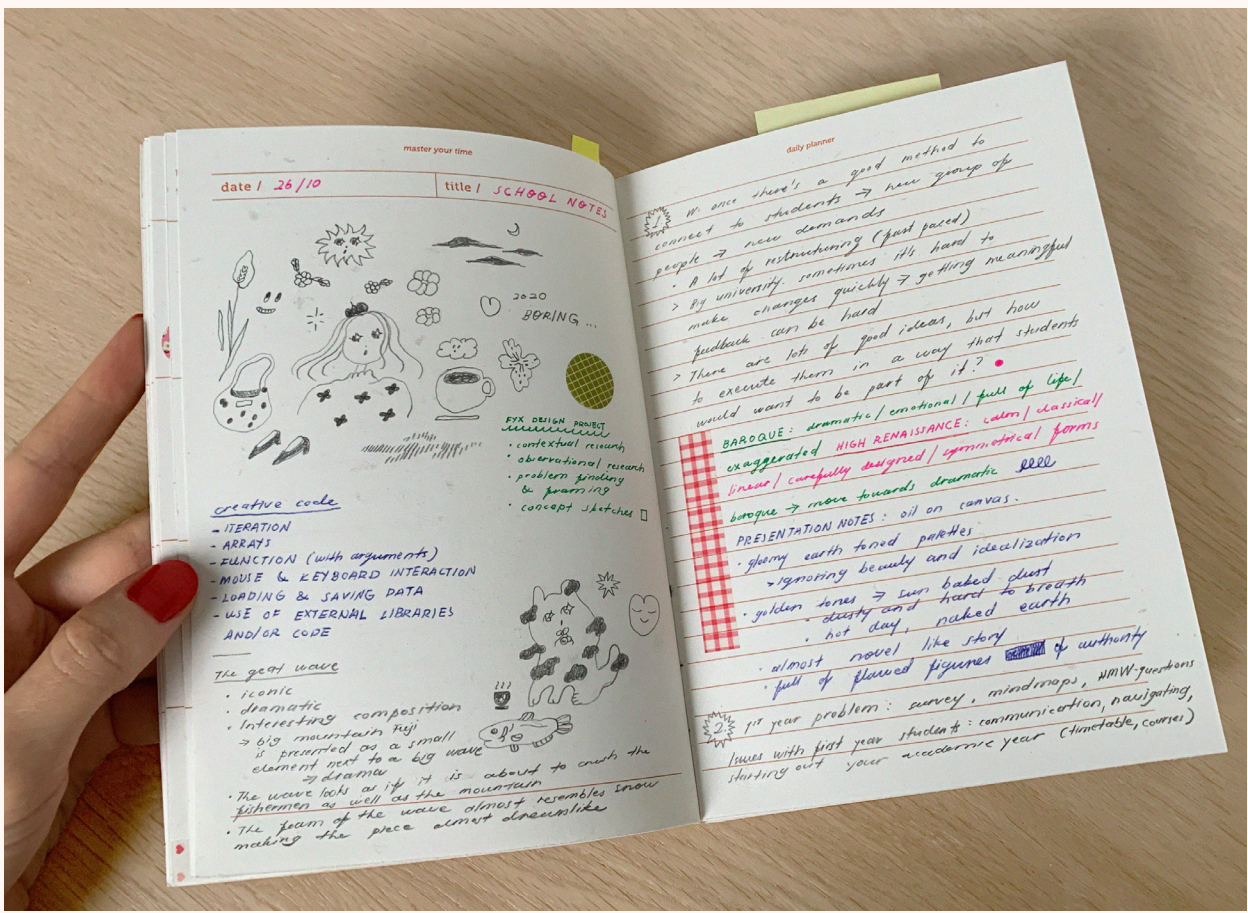 master your time
date / 26/10
title / SCHOOL NOTES
2020
BORING ...
FYX DESIGN PROJECT
• contextual research
• observational research
• problem finding
& framing
• concept sketches
creative code
- ITERATION
- ARRAYS
- FUNCTION (with arguments)
- MOUSE & KEYBOARD INTERACTION
- LOADING & SAVING DATA
- USE OF EXTERNAL LIBRARIES
AND/OR CODE
The geat wave
• iconic
• dramatic
• Interesting composition
→ big mountain Fuji
is presented as a small
element next to a big wave
→ drama
• The wave looks as if it is about to crush the
fishermen as well as the mountain
• The foam of the wave almost resembles snow
making the piece almost dreamlike
daily planner
1. once there's a good method to
connect to students → new group of
people → new demands
• A lot of restructuring (fast paced)
> Big university. sometimes it's hard to
make changes quickly → getting meaningful
feedback can be hard
> There are lots of good ideas, but how
to execute them in a way that students
would want to be part of it?
BAROQUE: dramatic / emotional / full of life /
exaggerated HIGH RENAISSANCE: calm / classical /
linear / carefully designed / symmetrical forms
baroque → move towards dramatic
PRESENTATION NOTES: oil on canvas.
• gloomy earth toned palettes
> ignoring beauty and idealization
• golden tones → sun baked dust
• dusty and hard to breath
• hot day, naked earth
• almost novel like story
• full of flawed figures of authority
2. 1st year problem: survey, mindmaps, HMW-questions
Issues with first year students: communication, navigating,
starting out your academic year (timetable, courses)